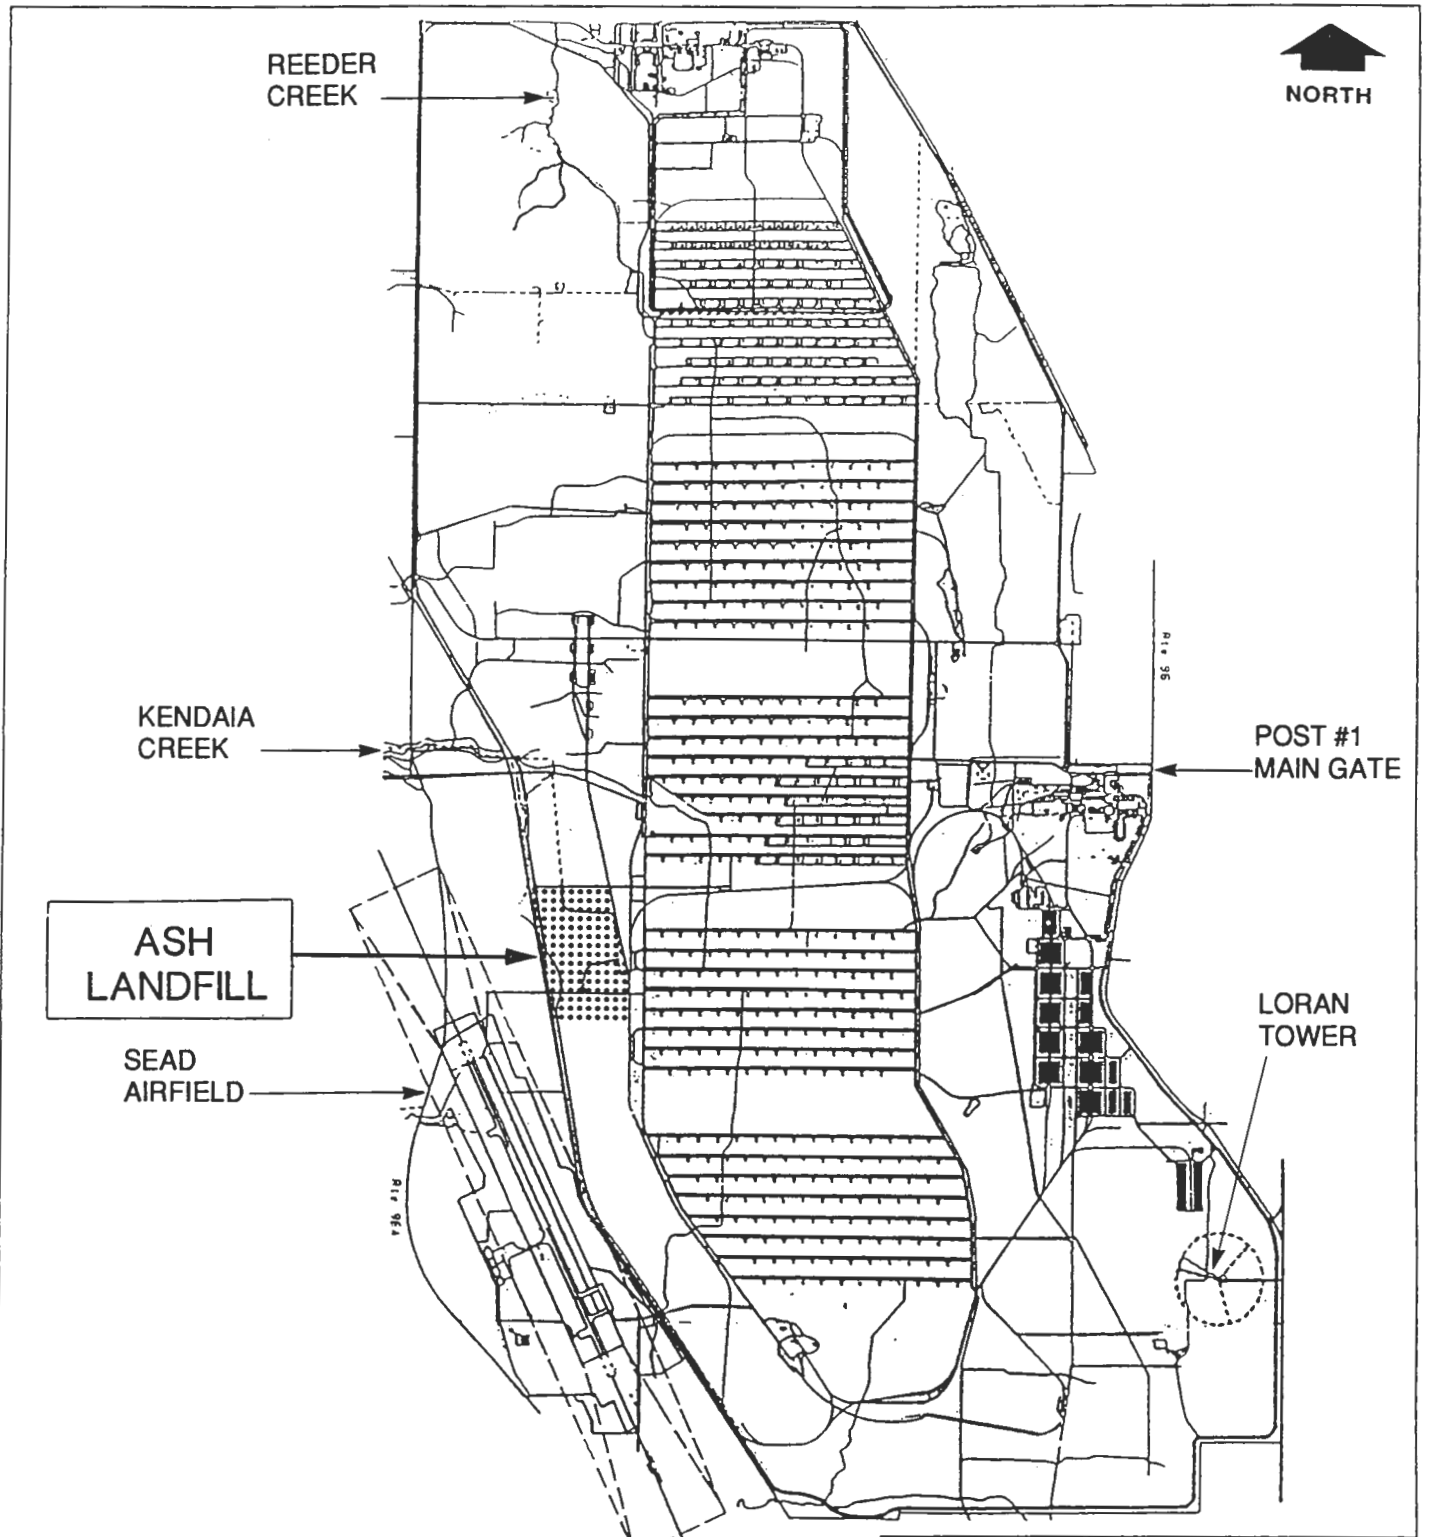 REEDER
CREEK
NORTH
Rte 96
KENDAIA
CREEK
POST #1
MAIN GATE
ASH
LANDFILL
LORAN
TOWER
SEAD
AIRFIELD
Rte 96A